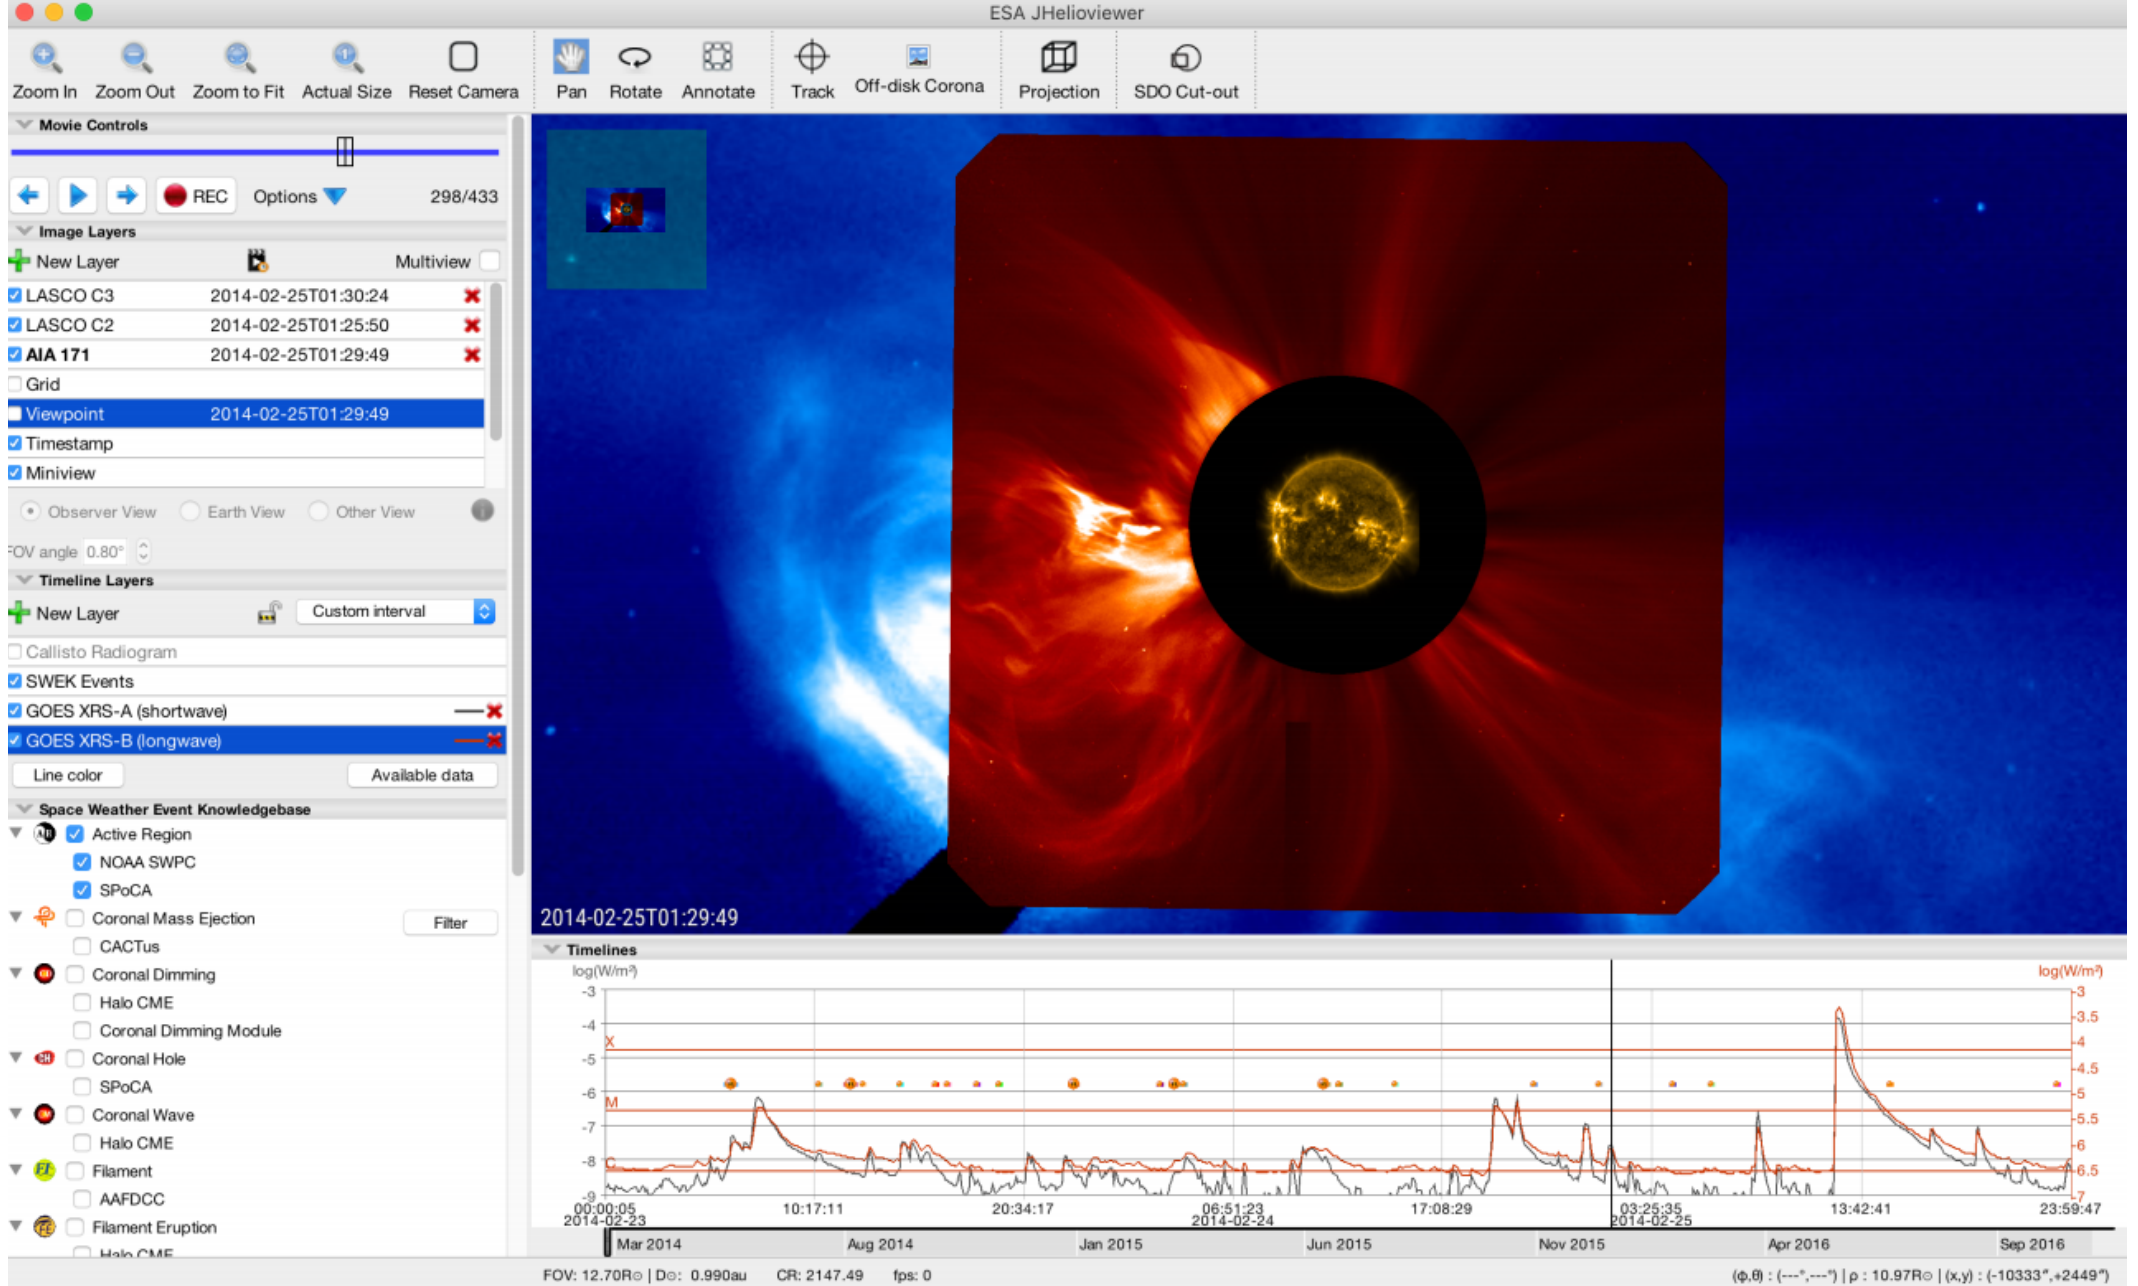 ESA JHelioviewer
Zoom In Zoom Out Zoom to Fit Actual Size Reset Camera Pan Rotate Annotate Track Off-disk Corona Projection SDO Cut-out
Movie Controls
REC Options 298/433
Image Layers
New Layer Multiview
LASCO C3 2014-02-25T01:30:24
LASCO C2 2014-02-25T01:25:50
AIA 171 2014-02-25T01:29:49
Grid
Viewpoint 2014-02-25T01:29:49
Timestamp
Miniview
Observer View Earth View Other View
FOV angle 0.80°
Timeline Layers
New Layer Custom interval
Callisto Radiogram
SWEK Events
GOES XRS-A (shortwave)
GOES XRS-B (longwave)
Line color Available data
Space Weather Event Knowledgebase
Active Region
NOAA SWPC
SPoCA
Coronal Mass Ejection Filter
CACTus
Coronal Dimming
Halo CME
Coronal Dimming Module
Coronal Hole
SPoCA
Coronal Wave
Halo CME
Filament
AAFDCC
Filament Eruption
Halo CME
2014-02-25T01:29:49
Timelines
log(W/m²) log(W/m²)
-3 -3
-3.5
-4
X -4
-5
-4.5
-6 -5
M
-5.5
-7
-6
-8 C -6.5
-9 -7
00:00:05 10:17:11 20:34:17 06:51:23 17:08:29 03:25:35 13:42:41 23:59:47
2014-02-23 2014-02-24 2014-02-25
Mar 2014 Aug 2014 Jan 2015 Jun 2015 Nov 2015 Apr 2016 Sep 2016
FOV: 12.70R⊙ | D⊙: 0.990au CR: 2147.49 fps: 0 (φ,θ) : (---°,---°) | ρ : 10.97R⊙ | (x,y) : (-10333″,+2449″)